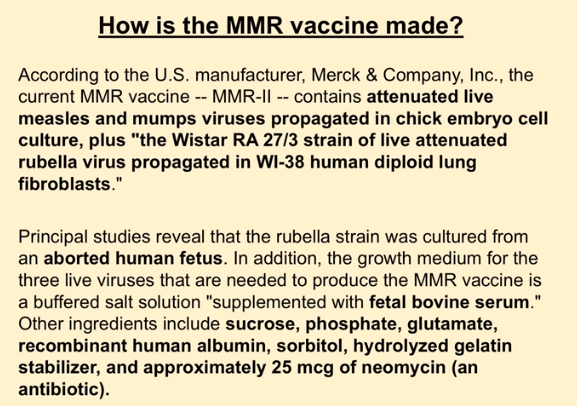 How is the MMR vaccine made?
According to the U.S. manufacturer, Merck & Company, Inc., the
current MMR vaccine -- MMR-II -- contains attenuated live
measles and mumps viruses propagated in chick embryo cell
culture, plus "the Wistar RA 27/3 strain of live attenuated
rubella virus propagated in WI-38 human diploid lung
fibroblasts."
Principal studies reveal that the rubella strain was cultured from
an aborted human fetus. In addition, the growth medium for the
three live viruses that are needed to produce the MMR vaccine is
a buffered salt solution "supplemented with fetal bovine serum."
Other ingredients include sucrose, phosphate, glutamate,
recombinant human albumin, sorbitol, hydrolyzed gelatin
stabilizer, and approximately 25 mcg of neomycin (an
antibiotic).